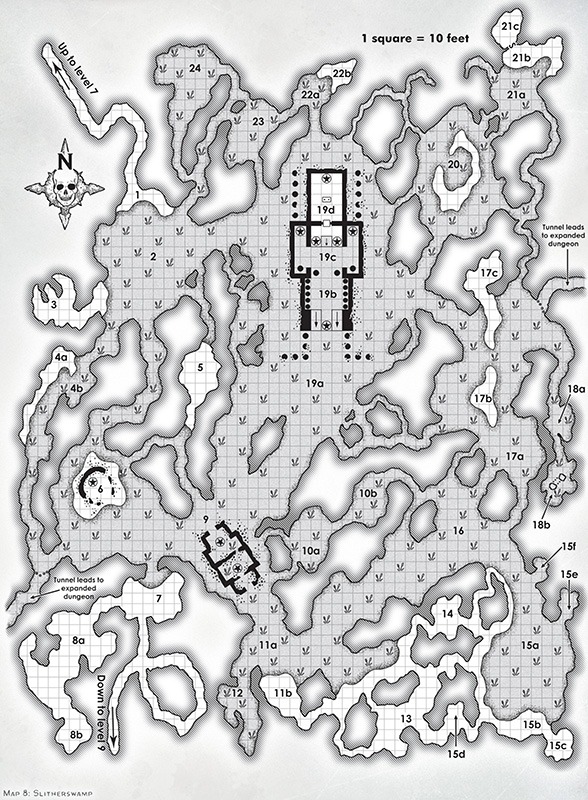 21c
1 square = 10 feet
21b
Up to level 7
24
22b
22a
21a
23
20
N
19d
1
Tunnel leads
to expanded
dungeon
2
19c
17c
3
19b
4a
5
19a
4b
17b
18a
17a
6
10b
18b
9
16
10a
15f
Tunnel leads to
expanded
dungeon
15e
7
14
8a
11a
15a
Down to level 9
12
11b
13
15b
8b
15d
15c
Map 8: Slitherswamp